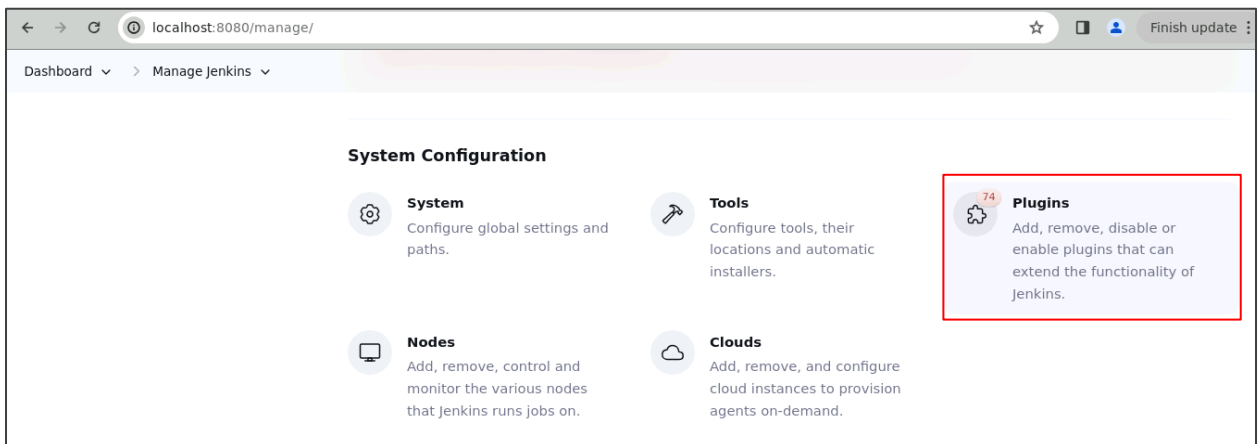 localhost:8080/manage/
Finish update
Dashboard
Manage Jenkins
System Configuration
System
Configure global settings and
paths.
Tools
Configure tools, their
locations and automatic
installers.
74
Plugins
Add, remove, disable or
enable plugins that can
extend the functionality of
Jenkins.
Nodes
Add, remove, control and
monitor the various nodes
that Jenkins runs jobs on.
Clouds
Add, remove, and configure
cloud instances to provision
agents on-demand.